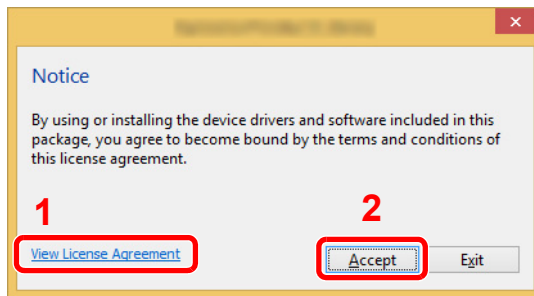 Notice
By using or installing the device drivers and software included in this
package, you agree to become bound by the terms and conditions of
this license agreement.
1
2
View License Agreement
Accept
Exit